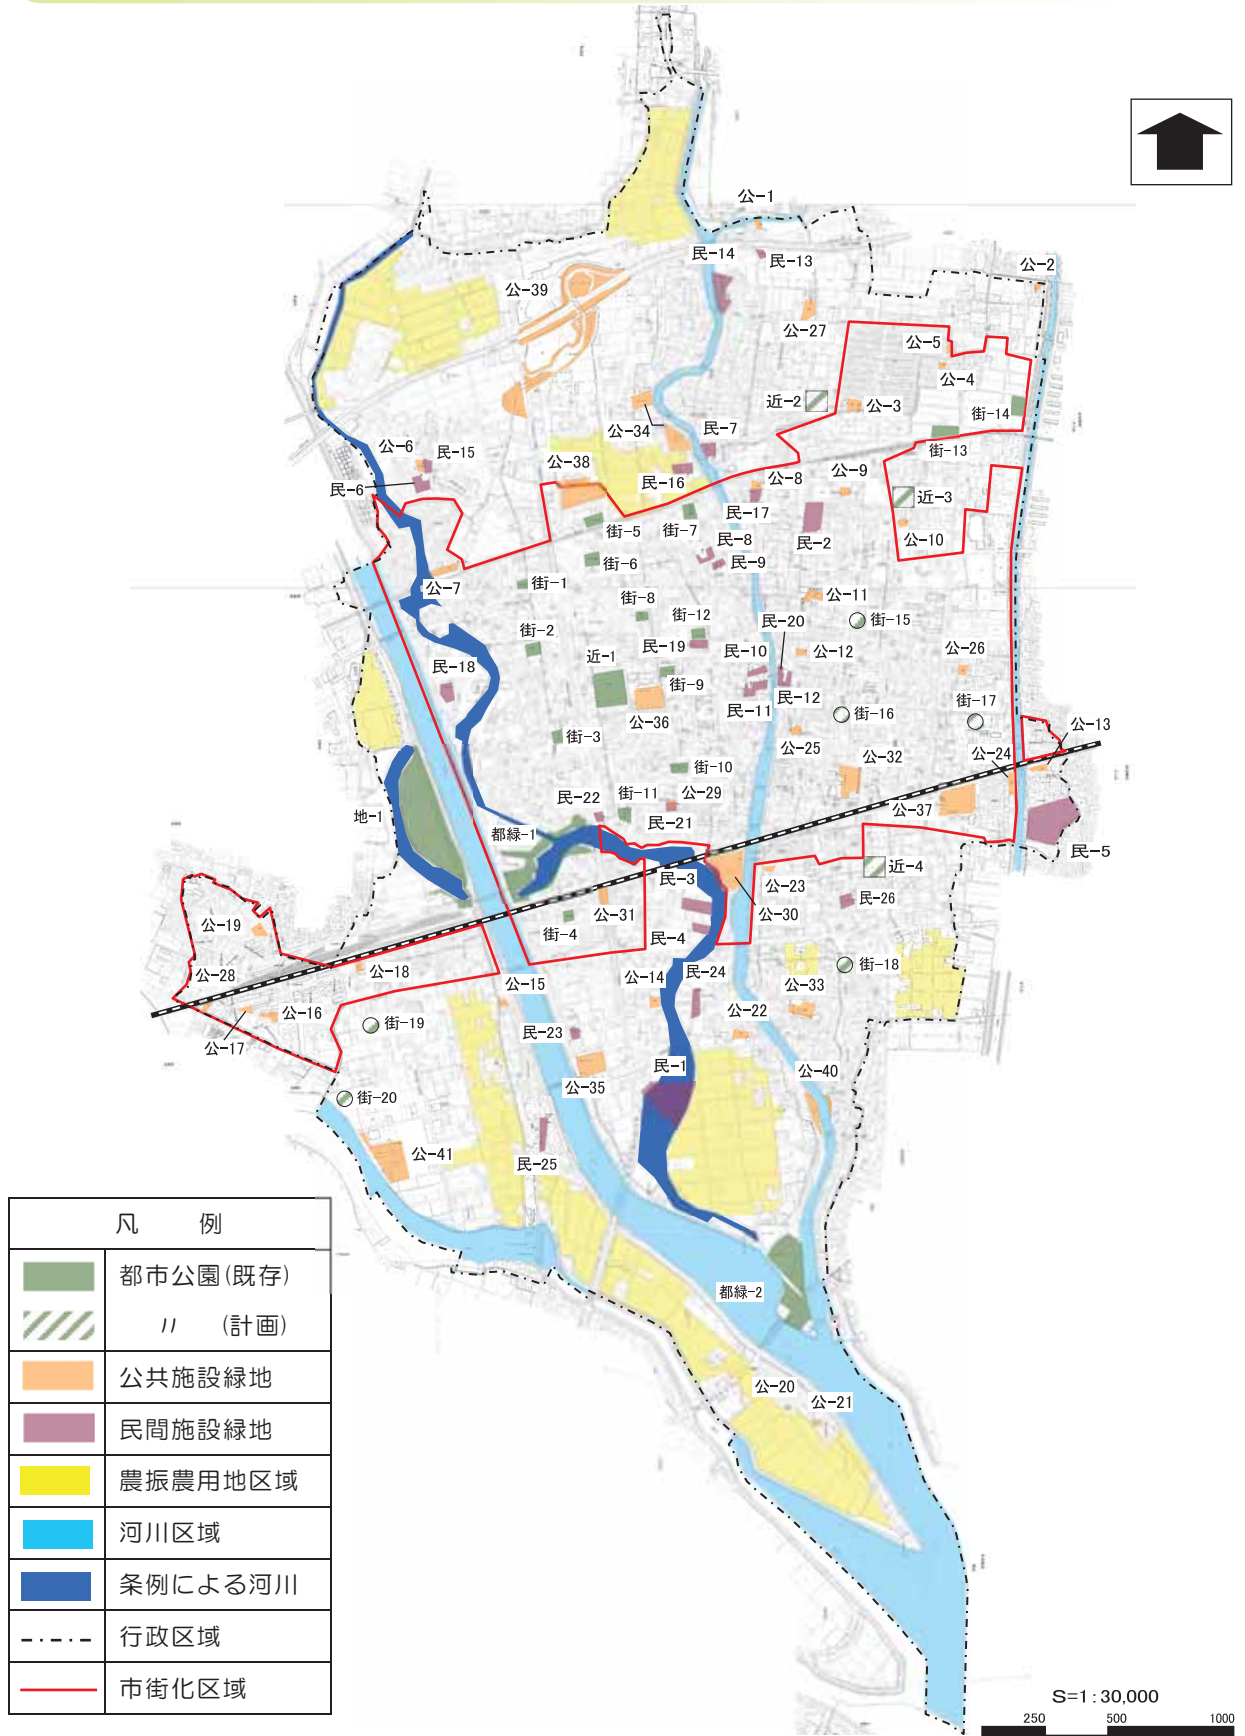 公-1
民-14
民-13
公-2
公-39
公-27
公-5
公-4
近-2
公-3
街-14
公-34
民-7
街-13
公-6
民-15
公-38
公-9
民-6
民-16
公-8
近-3
民-17
街-5
街-7
民-8
民-2
公-10
街-6
民-9
公-7
街-1
公-11
街-8
街-12
民-20
街-15
街-2
民-19
民-10
公-12
公-26
近-1
民-18
街-9
民-12
街-17
街-16
公-36
民-11
公-13
街-3
公-25
公-24
公-32
街-10
民-22
街-11
公-29
公-37
地-1
民-21
都緑-1
民-5
近-4
民-3
公-23
公-31
民-26
公-30
公-19
街-4
民-4
街-18
公-28
公-18
公-14
民-24
公-15
公-33
公-16
街-19
民-23
公-22
公-17
民-1
公-35
公-40
街-20
公-41
民-25
都緑-2
公-20
公-21
凡 例
都市公園(既存)
〃 (計画)
公共施設緑地
民間施設緑地
農振農用地区域
河川区域
条例による河川
行政区域
市街化区域
S=1:30,000
250 500 1000